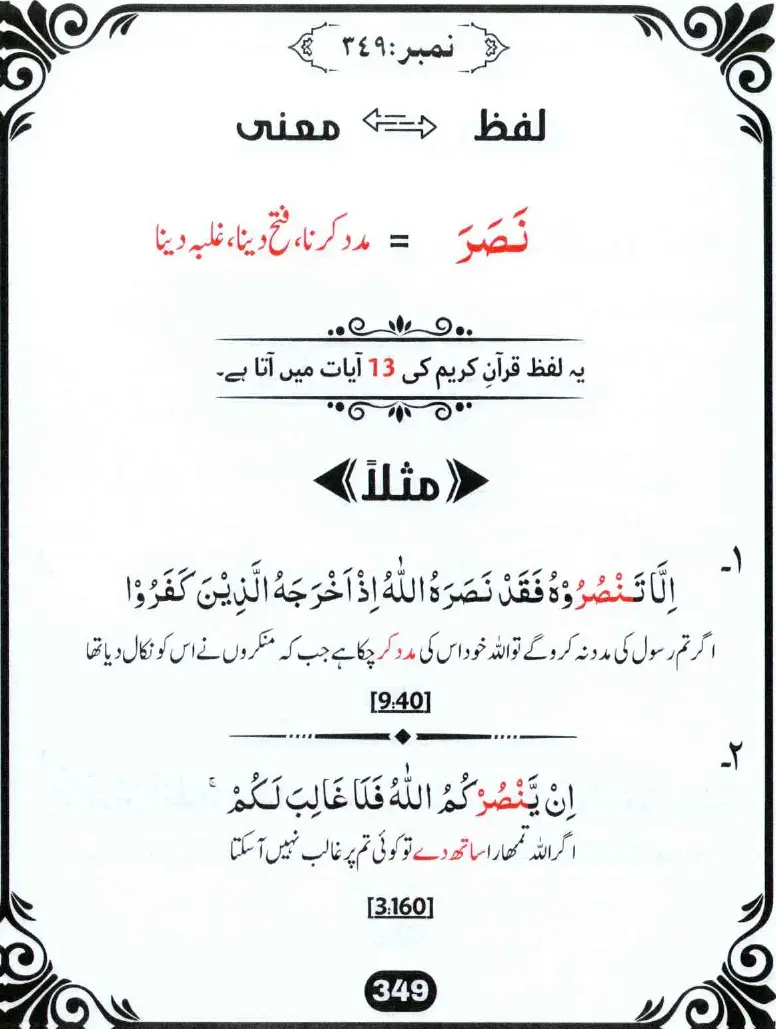 نمبر:۳٤۹
لفظ معنی
نَصَرَ = مدد کرنا، فتح دینا، غلبہ دینا
یہ لفظ قرآنِ کریم کی 13 آیات میں آتا ہے۔
مثلاً
۱۔
اِلَّا تَنْصُرُوْهُ فَقَدْ نَصَرَهُ اللّٰهُ اِذْ اَخْرَجَهُ الَّذِيْنَ كَفَرُوْا
اگر تم رسول کی مدد نہ کرو گے تو اللہ خود اس کی مدد کر چکا ہے جب کہ منکروں نے اس کو نکال دیا تھا
[9:40]
۲۔
اِنْ يَّنْصُرْكُمُ اللّٰهُ فَلَا غَالِبَ لَكُمْ ۚ
اگر اللہ تمھارا ساتھ دے تو کوئی تم پر غالب نہیں آ سکتا
[3:160]
349